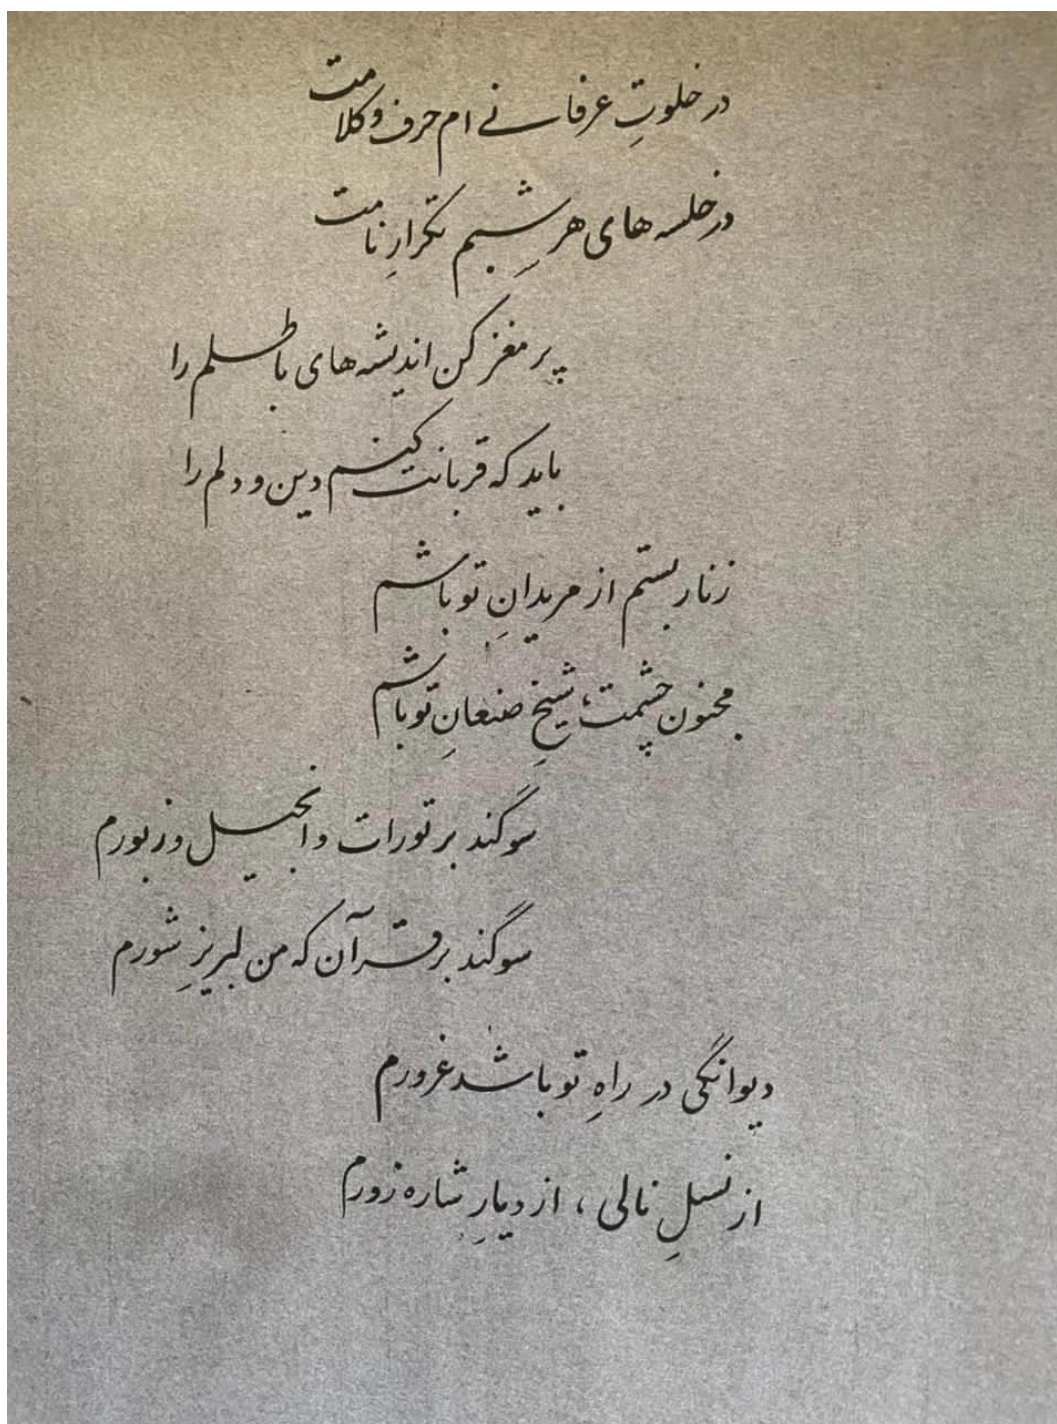 در خلوتِ عرفانی ام حرف و کلامت
در خلسه های هر شبم تکرارِ نامت
پر مغز کن اندیشه های باطلم را
باید که قربانت کنم دین و دلم را
زنار بستم از مریدانِ تو باشم
مجنون چشمت، شیخِ صنعانِ تو باشم
سوگند بر تورات و انجیل و زبورم
سوگند بر قرآن که من لبریزِ شورم
دیوانگی در راهِ تو باشد غرورم
از نسلِ نالی، از دیارِ شاره زورم